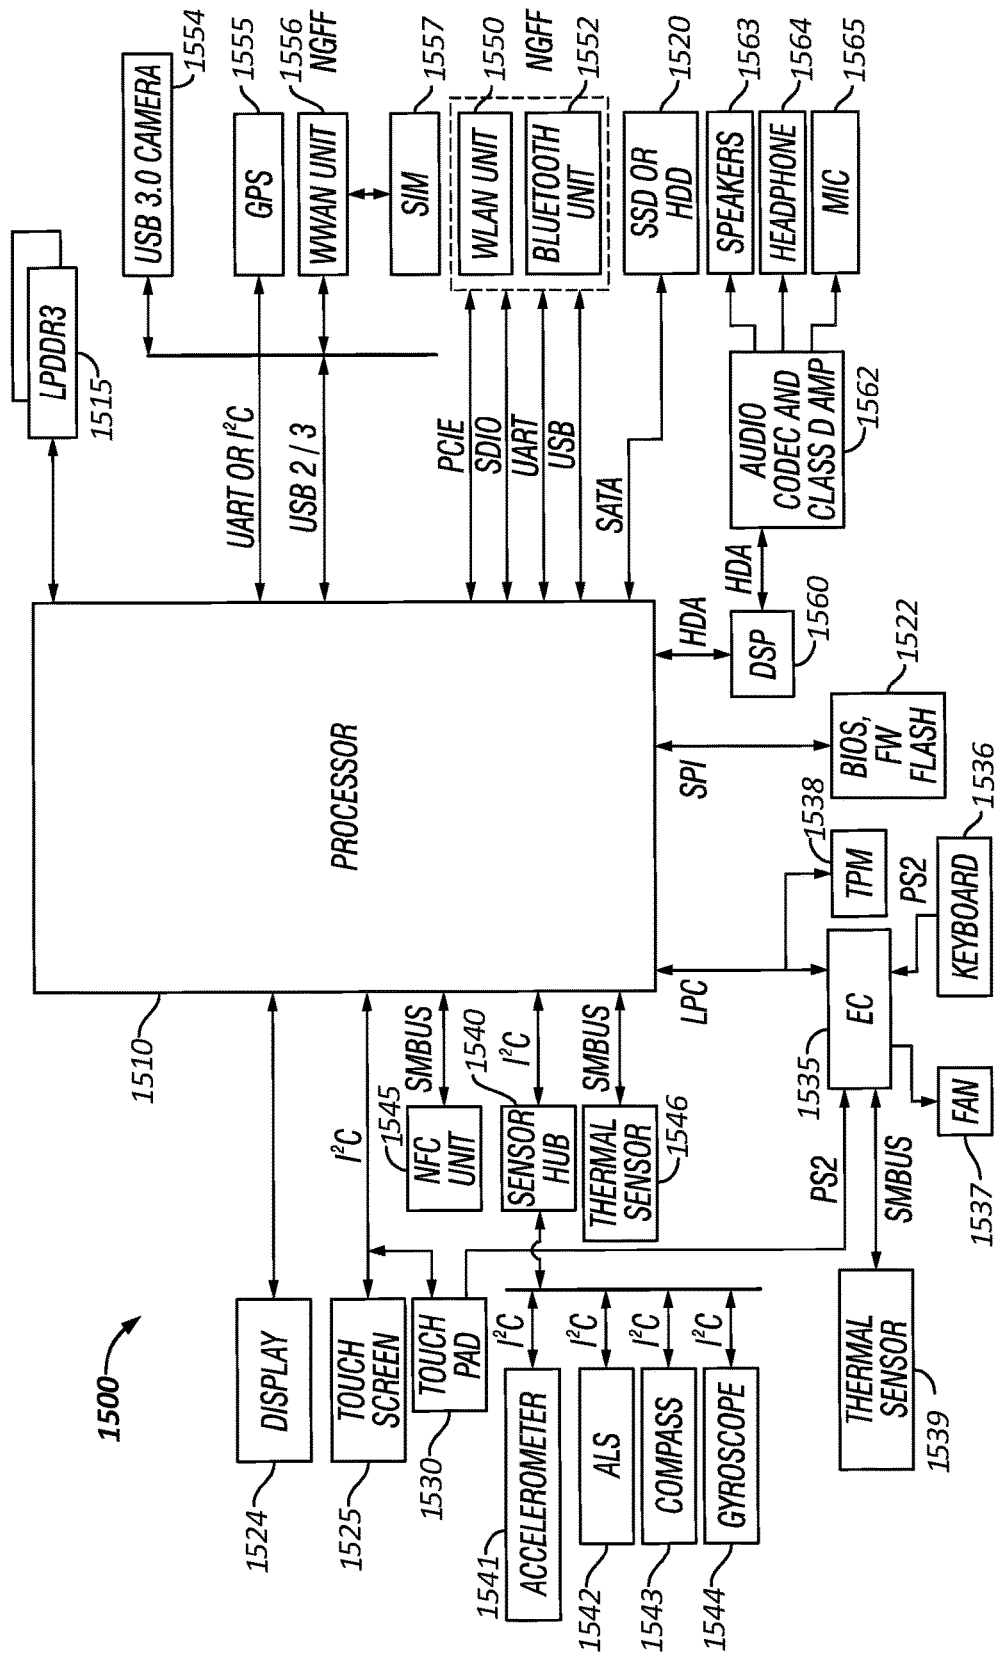 1500
1524
DISPLAY
1525
TOUCH
SCREEN
1530
TOUCH
PAD
1541
ACCELEROMETER
1542
ALS
1543
COMPASS
1544
GYROSCOPE
I²C
I²C
I²C
I²C
I²C
1545
NFC
UNIT
SMBUS
1540
SENSOR
HUB
I²C
1546
THERMAL
SENSOR
SMBUS
1539
THERMAL
SENSOR
SMBUS
PS2
1537
FAN
1535
EC
LPC
1538
TPM
PS2
1536
KEYBOARD
1510
PROCESSOR
SPI
1522
BIOS,
FW
FLASH
HDA
DSP
1560
HDA
AUDIO
CODEC AND
CLASS D AMP
1562
LPDDR3
1515
UART OR I²C
USB 2 / 3
PCIE
SDIO
UART
USB
SATA
USB 3.0 CAMERA
1554
GPS
1555
WWAN UNIT
1556
NGFF
SIM
1557
WLAN UNIT
1550
BLUETOOTH
UNIT
1552
NGFF
SSD OR
HDD
1520
SPEAKERS
1563
HEADPHONE
1564
MIC
1565